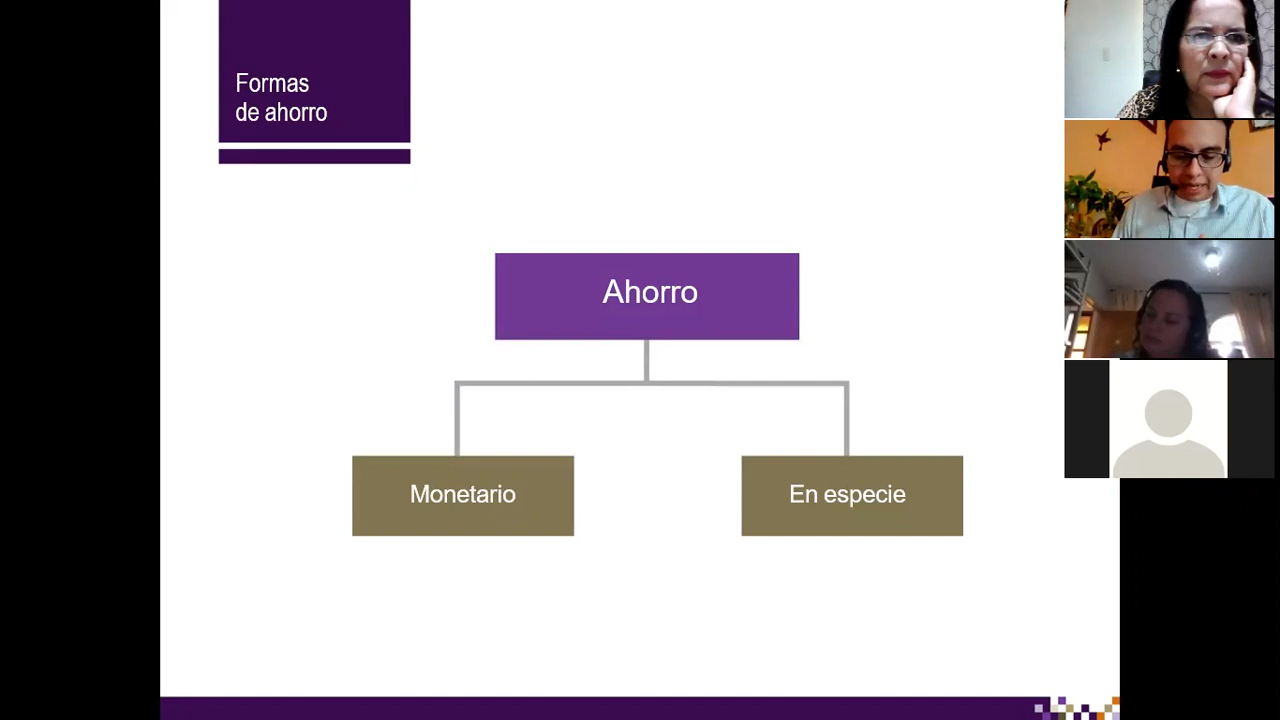 Formas
de ahorro
Ahorro
Monetario
En especie